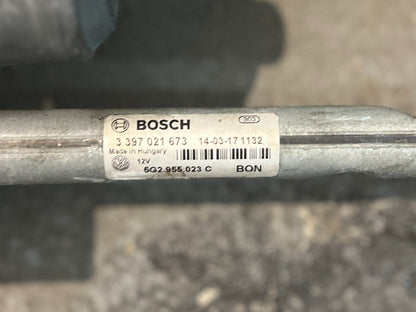 BOSCH
3 397 021 673 14-03-17 1132
Made in Hungary
12V
5G2 955 023 C BON